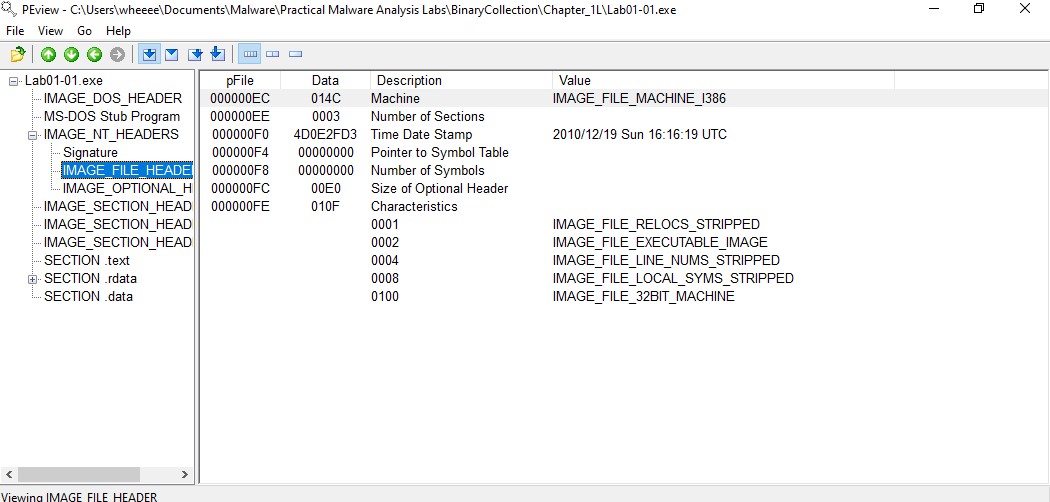 PEview - C:\Users\wheeee\Documents\Malware\Practical Malware Analysis Labs\BinaryCollection\Chapter_1L\Lab01-01.exe
File View Go Help
Lab01-01.exe
IMAGE_DOS_HEADER
MS-DOS Stub Program
IMAGE_NT_HEADERS
Signature
IMAGE_FILE_HEADE
IMAGE_OPTIONAL_H
IMAGE_SECTION_HEAD
IMAGE_SECTION_HEAD
IMAGE_SECTION_HEAD
SECTION .text
SECTION .rdata
SECTION .data
pFile Data Description Value
000000EC 014C Machine IMAGE_FILE_MACHINE_I386
000000EE 0003 Number of Sections
000000F0 4D0E2FD3 Time Date Stamp 2010/12/19 Sun 16:16:19 UTC
000000F4 00000000 Pointer to Symbol Table
000000F8 00000000 Number of Symbols
000000FC 00E0 Size of Optional Header
000000FE 010F Characteristics
0001 IMAGE_FILE_RELOCS_STRIPPED
0002 IMAGE_FILE_EXECUTABLE_IMAGE
0004 IMAGE_FILE_LINE_NUMS_STRIPPED
0008 IMAGE_FILE_LOCAL_SYMS_STRIPPED
0100 IMAGE_FILE_32BIT_MACHINE
Viewing IMAGE_FILE_HEADER